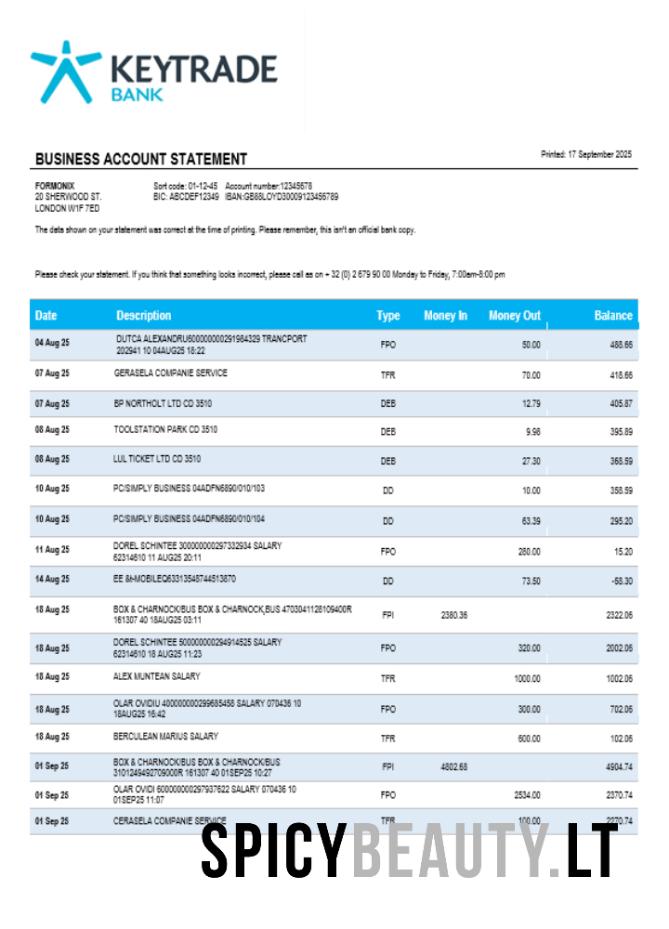 KEYTRADE
BANK
BUSINESS ACCOUNT STATEMENT
Printed: 17 September 2025
FORMONIX Sort code: 01-12-45 Account number:12345678
20 SHERWOOD ST. BIC: ABCDEF12349 IBAN:GB88LOYD30009123456789
LONDON W1F 7ED
The data shown on your statement was correct at the time of printing. Please remember, this isn't an official bank copy.
Please check your statement. If you think that something looks incorrect, please call as on + 32 (0) 2 679 90 00 Monday to Friday, 7:00am-8:00 pm
Date Description Type Money In Money Out Balance
04 Aug 25 DUTCA ALEXANDRU600000000291984329 TRANCPORT FPO 50.00 488.66
202941 10 04AUG25 18:22
07 Aug 25 GERASELA COMPANIE SERVICE TFR 70.00 418.66
07 Aug 25 BP NORTHOLT LTD CD 3510 DEB 12.79 405.87
08 Aug 25 TOOLSTATION PARK CD 3510 DEB 9.98 395.89
08 Aug 25 LUL TICKET LTD CD 3510 DEB 27.30 368.59
10 Aug 25 PC/SIMPLY BUSINESS 04ADFN6890/010/103 DD 10.00 358.59
10 Aug 25 PC/SIMPLY BUSINESS 04ADFN6890/010/104 DD 63.39 295.20
11 Aug 25 DOREL SCHINTEE 300000000297332934 SALARY FPO 280.00 15.20
62314610 11 AUG25 20:11
14 Aug 25 EE &t-MOBILEQ63313548744513870 DD 73.50 -58.30
18 Aug 25 BOX & CHARNOCK/BUS BOX & CHARNOCK,BUS 4703041128109400R FPI 2380.36 2322.06
161307 40 18AUG25 03:11
18 Aug 25 DOREL SCHINTEE 500000000294914525 SALARY FPO 320.00 2002.06
62314610 18 AUG25 11:23
18 Aug 25 ALEX MUNTEAN SALARY TFR 1000.00 1002.06
18 Aug 25 OLAR OVIDIU 400000000299685458 SALARY 070436 10 FPO 300.00 702.06
18AUG25 16:42
18 Aug 25 BERCULEAN MARIUS SALARY TFR 600.00 102.06
01 Sep 25 BOX & CHARNOCK/BUS BOX & CHARNOCK/BUS FPI 4802.68 4904.74
3101249492709000R 161307 40 01SEP25 10:27
01 Sep 25 OLAR OVIDI 600000000297937622 SALARY 070436 10 FPO 2534.00 2370.74
01SEP25 11:07
01 Sep 25 CERASELA COMPANIE SERVICE TFR 100.00 2270.74
SPICYBEAUTY.LT